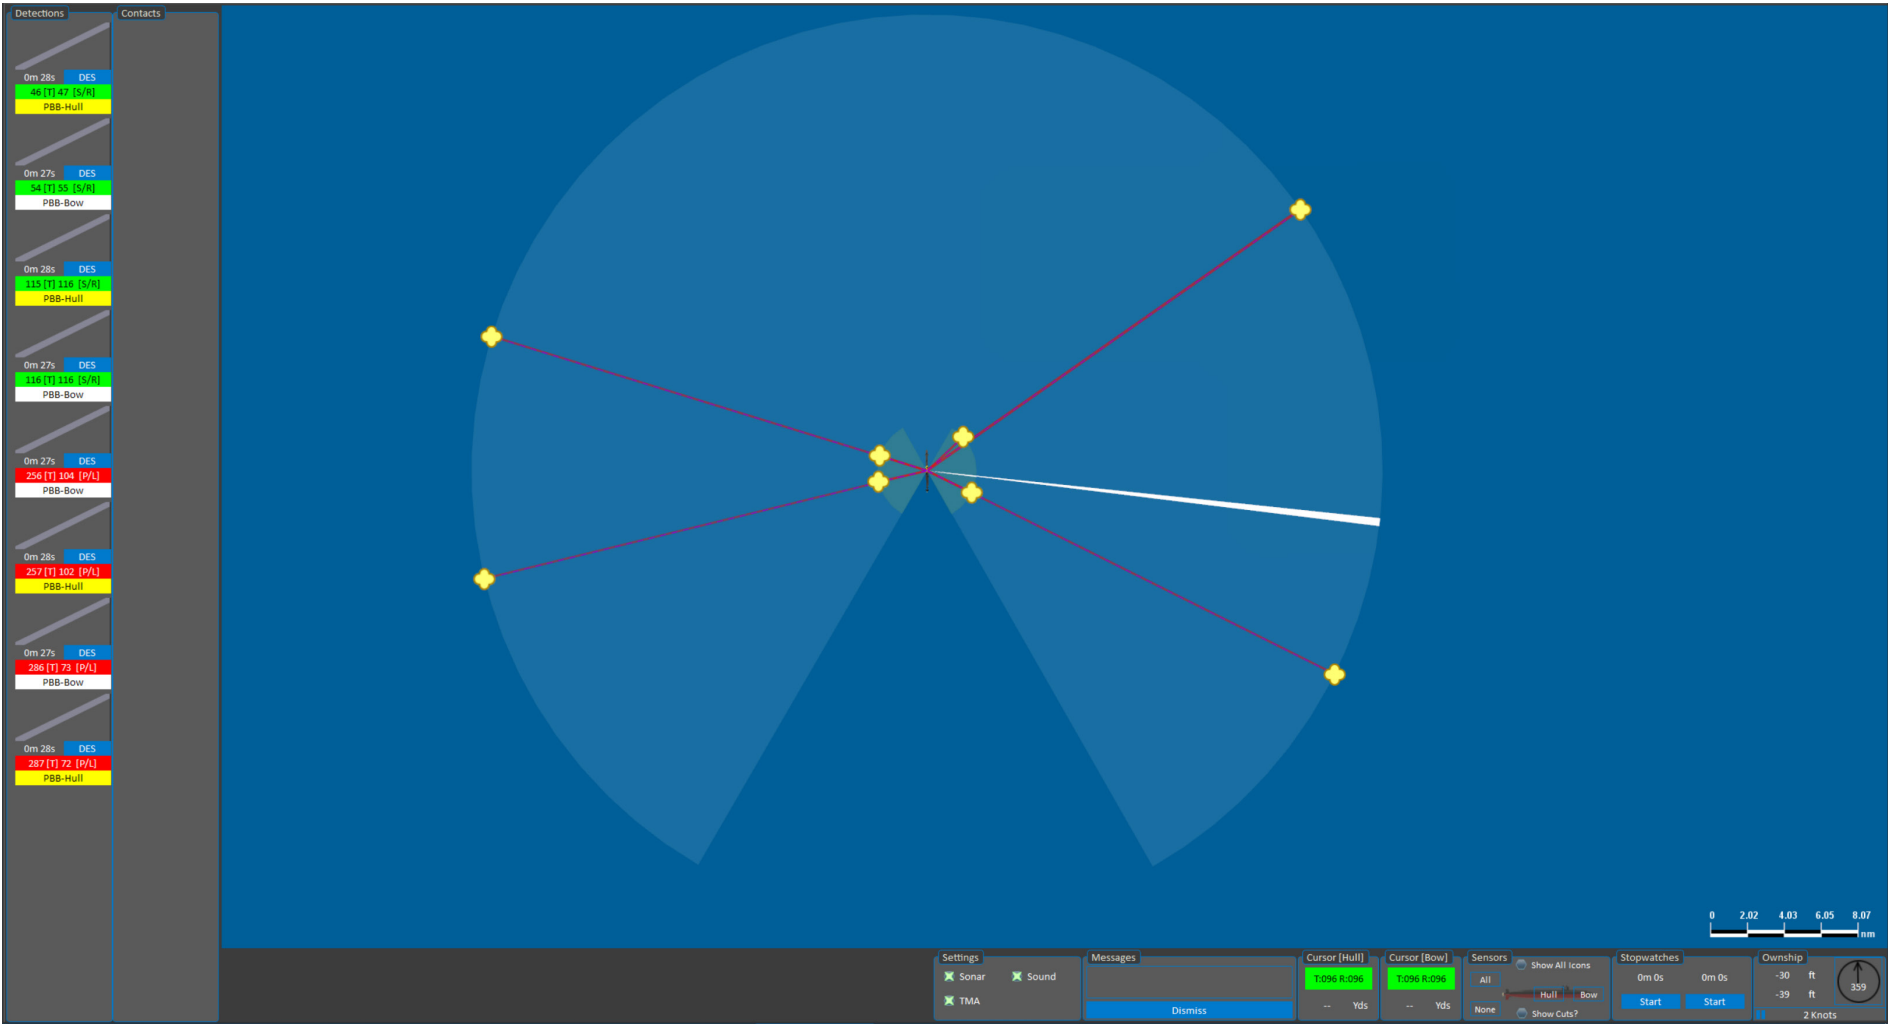 Detections
Contacts
0m 28s DES
46 [T] 47 [S/R]
PBB-Hull
0m 27s DES
54 [T] 55 [S/R]
PBB-Bow
0m 28s DES
115 [T] 116 [S/R]
PBB-Hull
0m 27s DES
116 [T] 116 [S/R]
PBB-Bow
0m 27s DES
256 [T] 104 [P/L]
PBB-Bow
0m 28s DES
257 [T] 102 [P/L]
PBB-Hull
0m 27s DES
286 [T] 73 [P/L]
PBB-Bow
0m 28s DES
287 [T] 72 [P/L]
PBB-Hull
0 2.02 4.03 6.05 8.07
nm
Settings
Sonar Sound
TMA
Messages
Dismiss
Cursor [Hull]
T:096 R:096
-- Yds
Cursor [Bow]
T:096 R:096
-- Yds
Sensors
Show All Icons
All
Hull Bow
None
Show Cuts?
Stopwatches
0m 0s 0m 0s
Start Start
Ownship
-30 ft
-39 ft
359
2 Knots